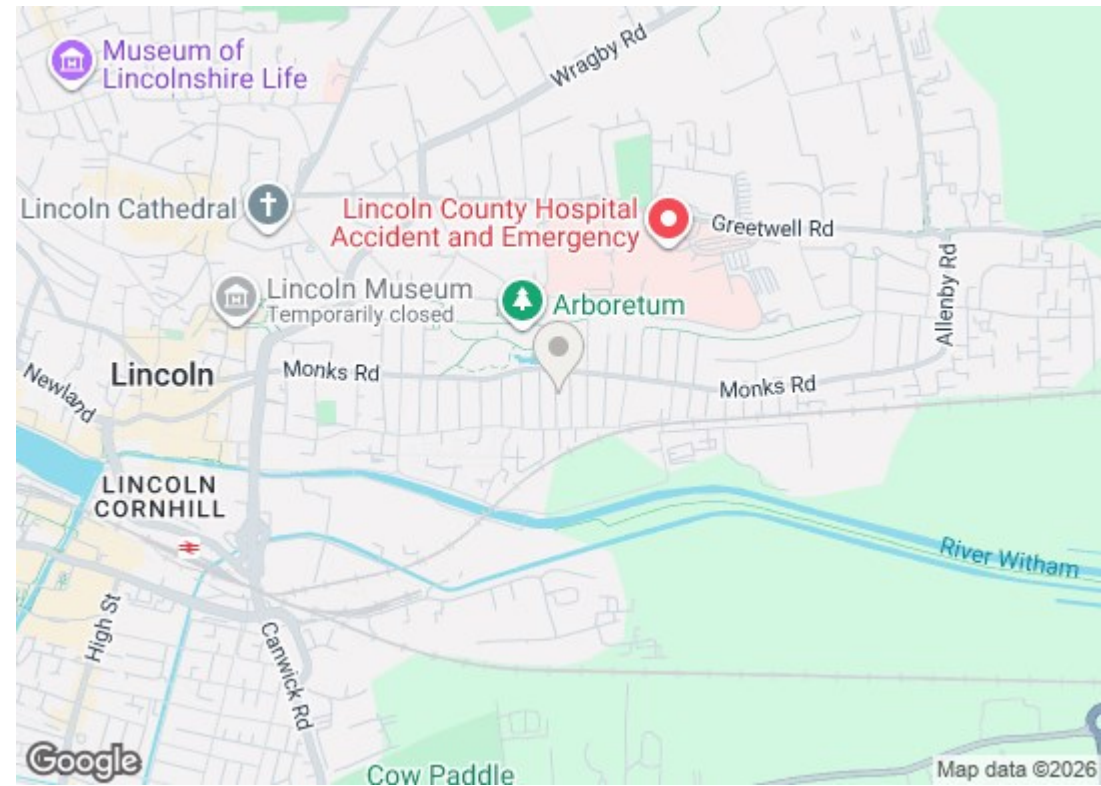 Museum of
Lincolnshire Life
Wragby Rd
Lincoln Cathedral
Lincoln County Hospital
Accident and Emergency
Greetwell Rd
Allenby Rd
Lincoln Museum
Temporarily closed
Arboretum
Newland
Lincoln
Monks Rd
Monks Rd
LINCOLN
CORNHILL
River Witham
High St
Canwick Rd
Google
Cow Paddle
Map data ©2026